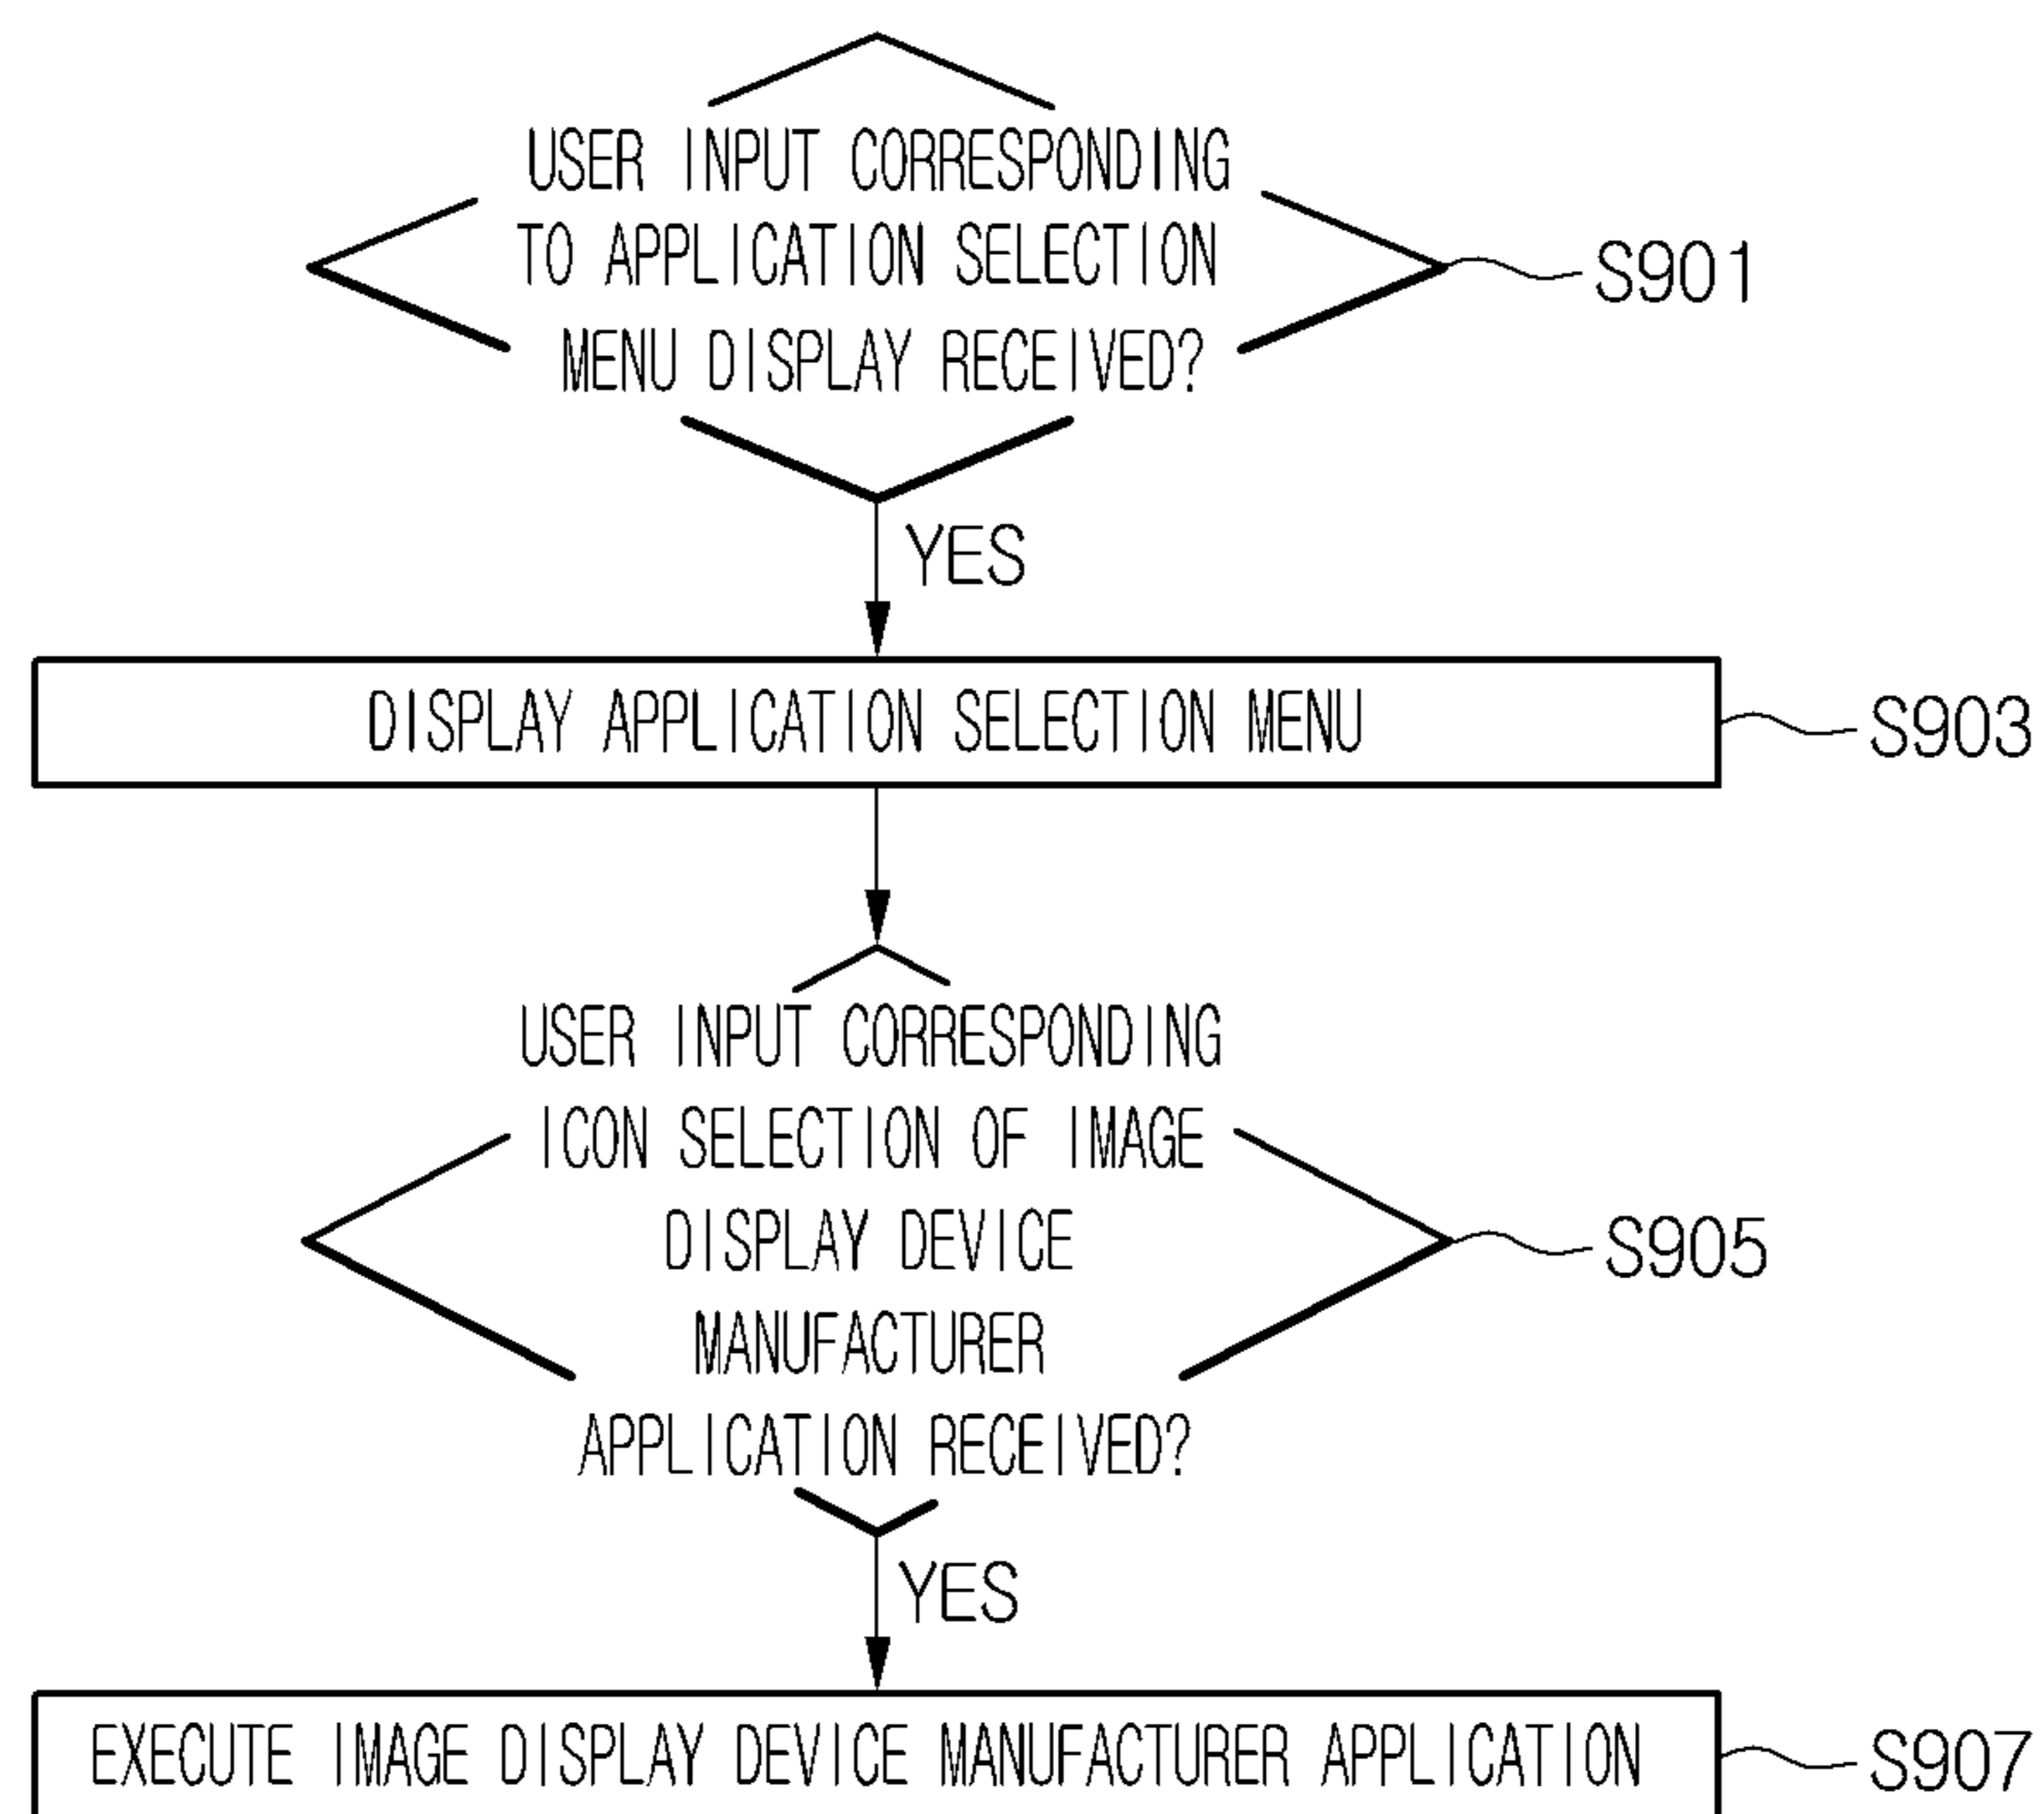 USER INPUT CORRESPONDING
TO APPLICATION SELECTION
MENU DISPLAY RECEIVED?
S901
YES
DISPLAY APPLICATION SELECTION MENU
S903
USER INPUT CORRESPONDING
ICON SELECTION OF IMAGE
DISPLAY DEVICE
MANUFACTURER
APPLICATION RECEIVED?
S905
YES
EXECUTE IMAGE DISPLAY DEVICE MANUFACTURER APPLICATION
S907